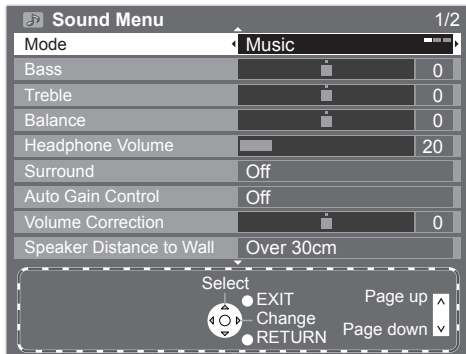 Sound Menu 1/2
Mode Music
Bass 0
Treble 0
Balance 0
Headphone Volume 20
Surround Off
Auto Gain Control Off
Volume Correction 0
Speaker Distance to Wall Over 30cm
Select
EXIT
Change
RETURN
Page up
Page down